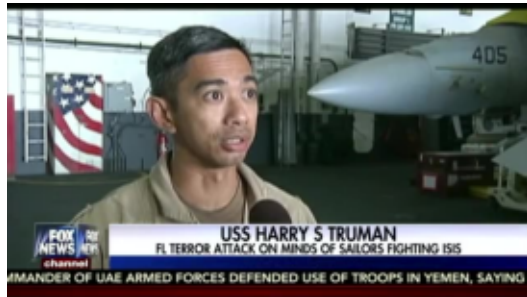 405
USS HARRY S TRUMAN
FL TERROR ATTACK ON MINDS OF SAILORS FIGHTING ISIS
FOX
NEWS
channel
MMANDER OF UAE ARMED FORCES DEFENDED USE OF TROOPS IN YEMEN, SAYING